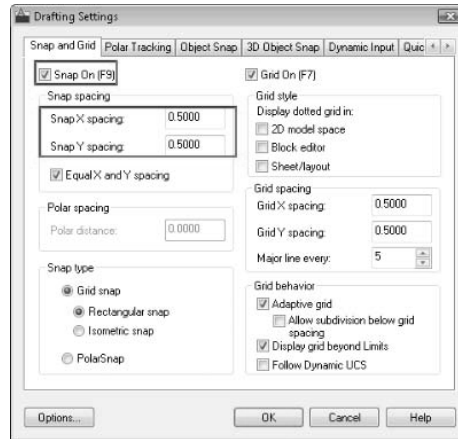 Drafting Settings
Snap and Grid Polar Tracking Object Snap 3D Object Snap Dynamic Input Quic
Snap On (F9)
Grid On (F7)
Snap spacing
Snap X spacing: 0.5000
Snap Y spacing: 0.5000
Equal X and Y spacing
Polar spacing
Polar distance: 0.0000
Snap type
Grid snap
Rectangular snap
Isometric snap
PolarSnap
Grid style
Display dotted grid in:
2D model space
Block editor
Sheet/layout
Grid spacing
Grid X spacing: 0.5000
Grid Y spacing: 0.5000
Major line every: 5
Grid behavior
Adaptive grid
Allow subdivision below grid
spacing
Display grid beyond Limits
Follow Dynamic UCS
Options... OK Cancel Help